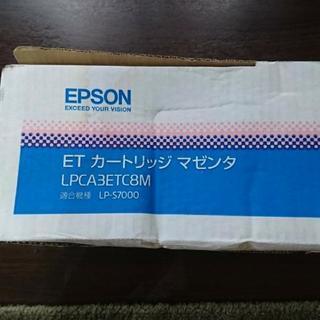 EPSON
EXCEED YOUR VISION
ET カートリッジ マゼンタ
LPCA3ETC8M
適合機種 LP-S7000